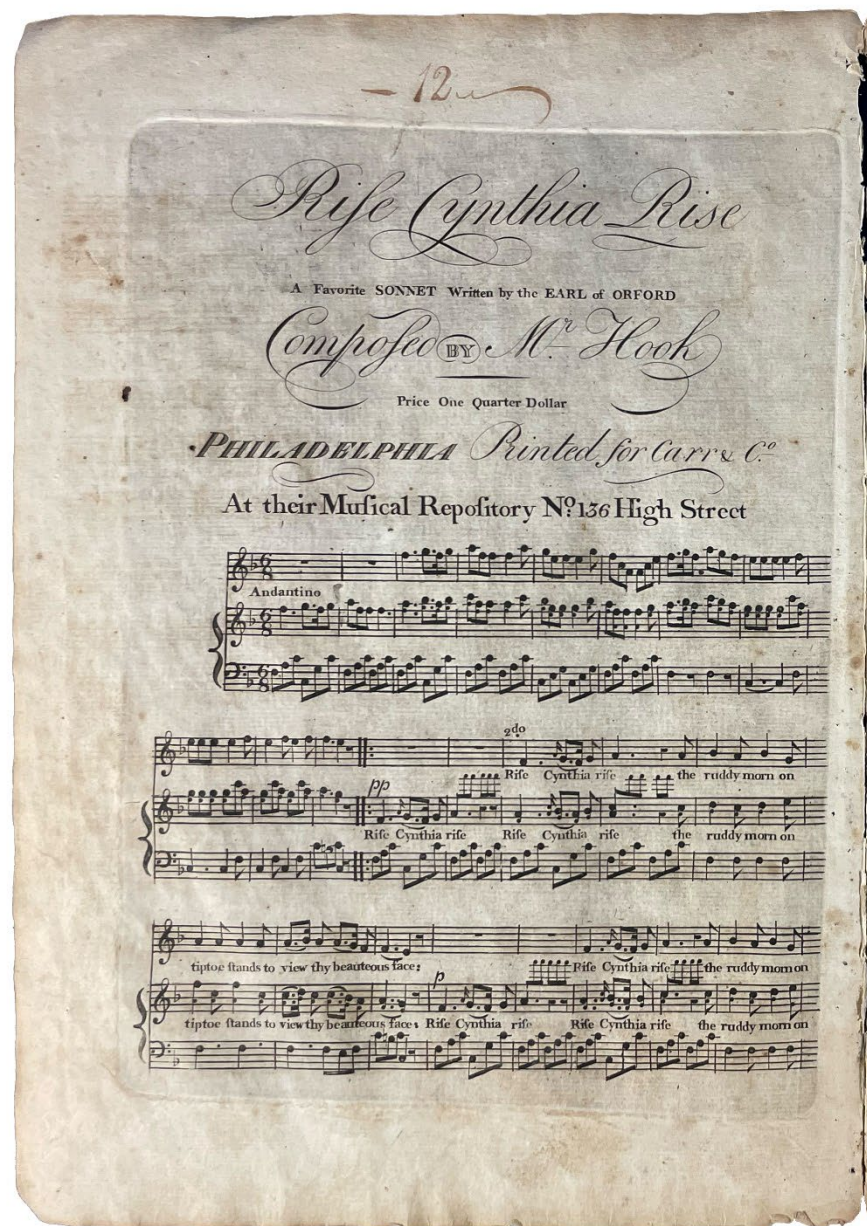 - 12
Riſe Cynthia Rise
A Favorite SONNET Written by the EARL of ORFORD
Compoſed BY Mr. Hook
Price One Quarter Dollar
PHILADELPHIA Printed for Carr & Co.
At their Muſical Repoſitory No. 136 High Street
Andantino
2do
Riſe Cynthia riſe the ruddy morn on
pp
Riſe Cynthia riſe Riſe Cynthia riſe the ruddy morn on
tiptoe ſtands to view thy beauteous face:
Riſe Cynthia riſe the ruddy morn on
p
tiptoe ſtands to view thy beauteous face: Riſe Cynthia riſe Riſe Cynthia riſe the ruddy morn on